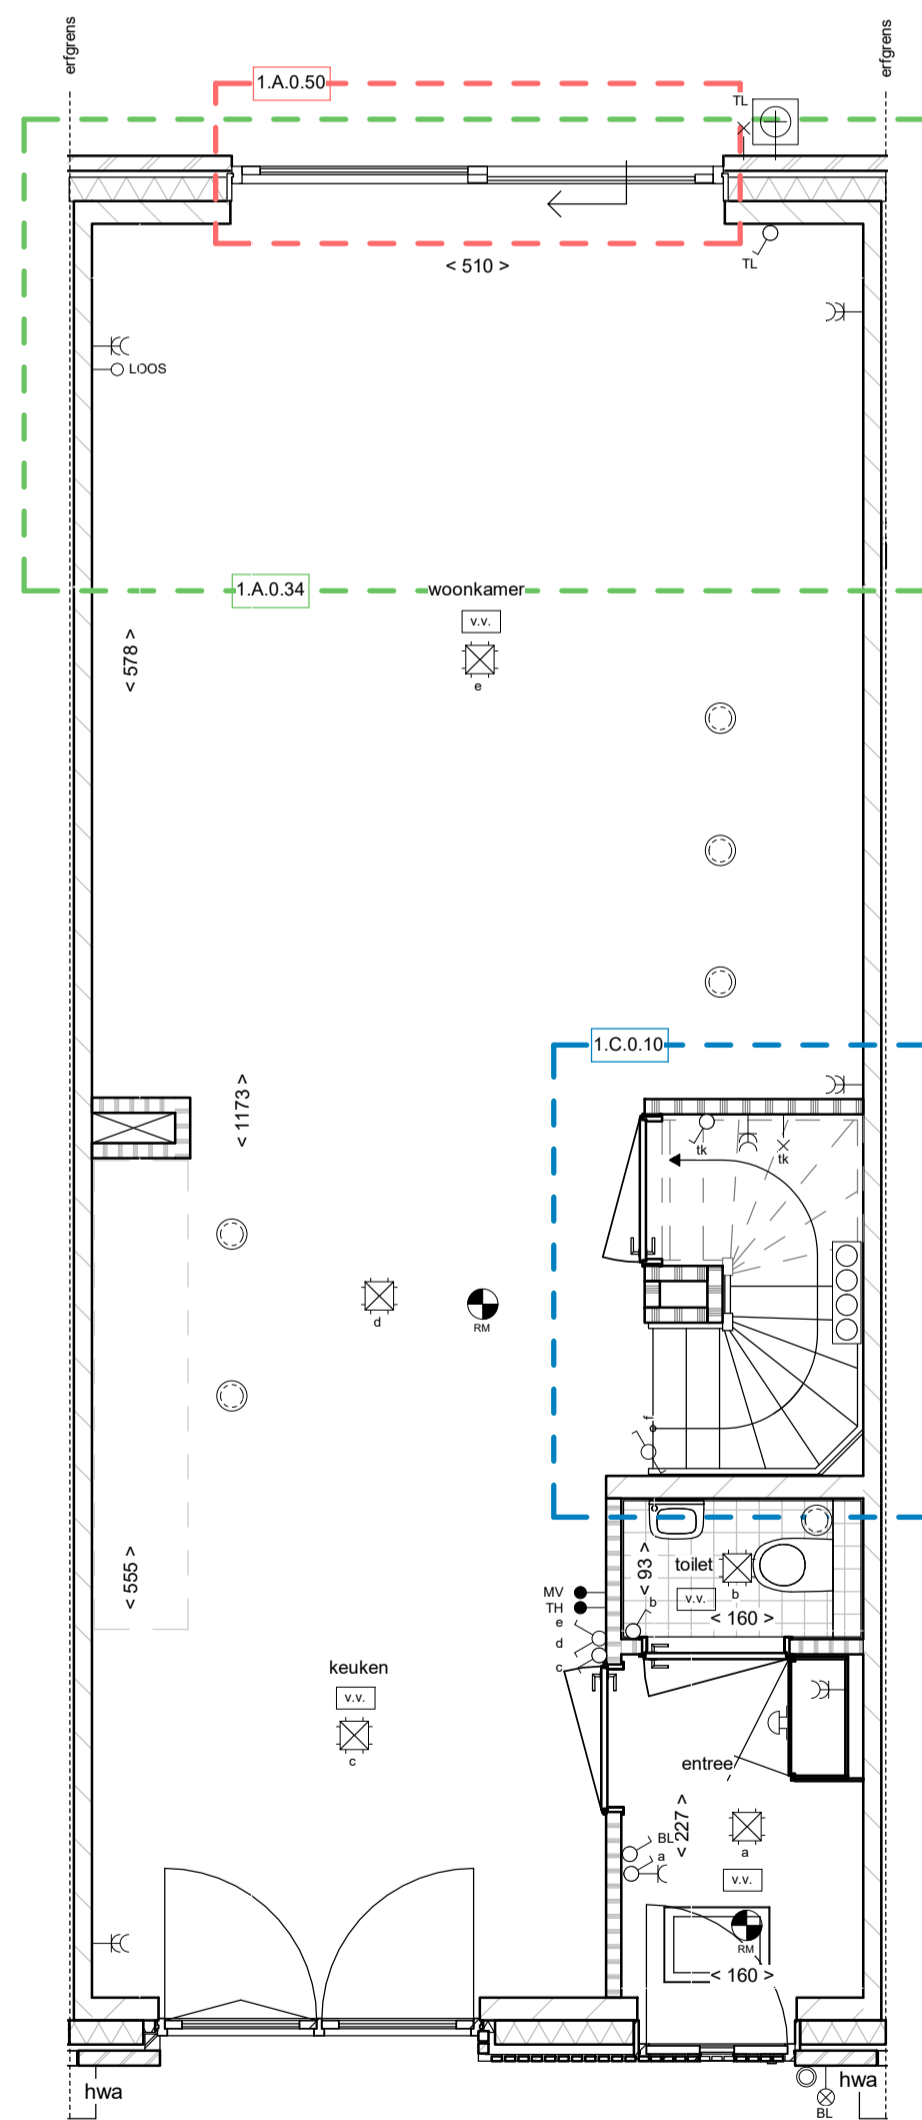 erfgrens
erfgrens
1.A.0.50
TL
< 510 >
TL
LOOS
1.A.0.34
woonkamer
v.v.
e
< 578 >
1.C.0.10
< 1173 >
tk
tk
d
RM
f
< 555 >
< 93 >
toilet
b
v.v.
b
< 160 >
MV
TH
e
d
c
keuken
v.v.
c
entree
< 227 >
BL
a
a
v.v.
RM
< 160 >
hwa
hwa
BL